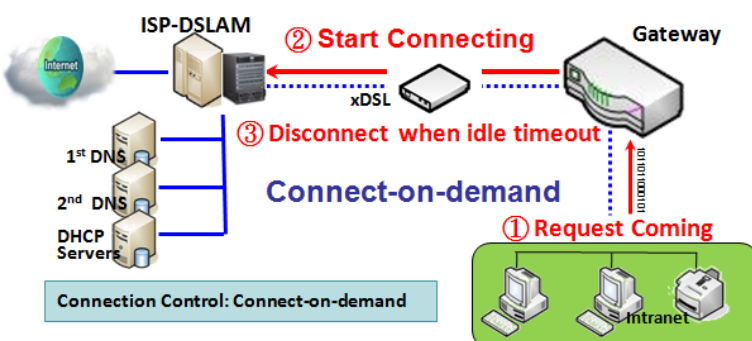 ISP-DSLAM
② Start Connecting
Gateway
Internet
xDSL
③ Disconnect when idle timeout
1st DNS
2nd DNS
Connect-on-demand
DHCP
Servers
① Request Coming
Connection Control: Connect-on-demand
Intranet